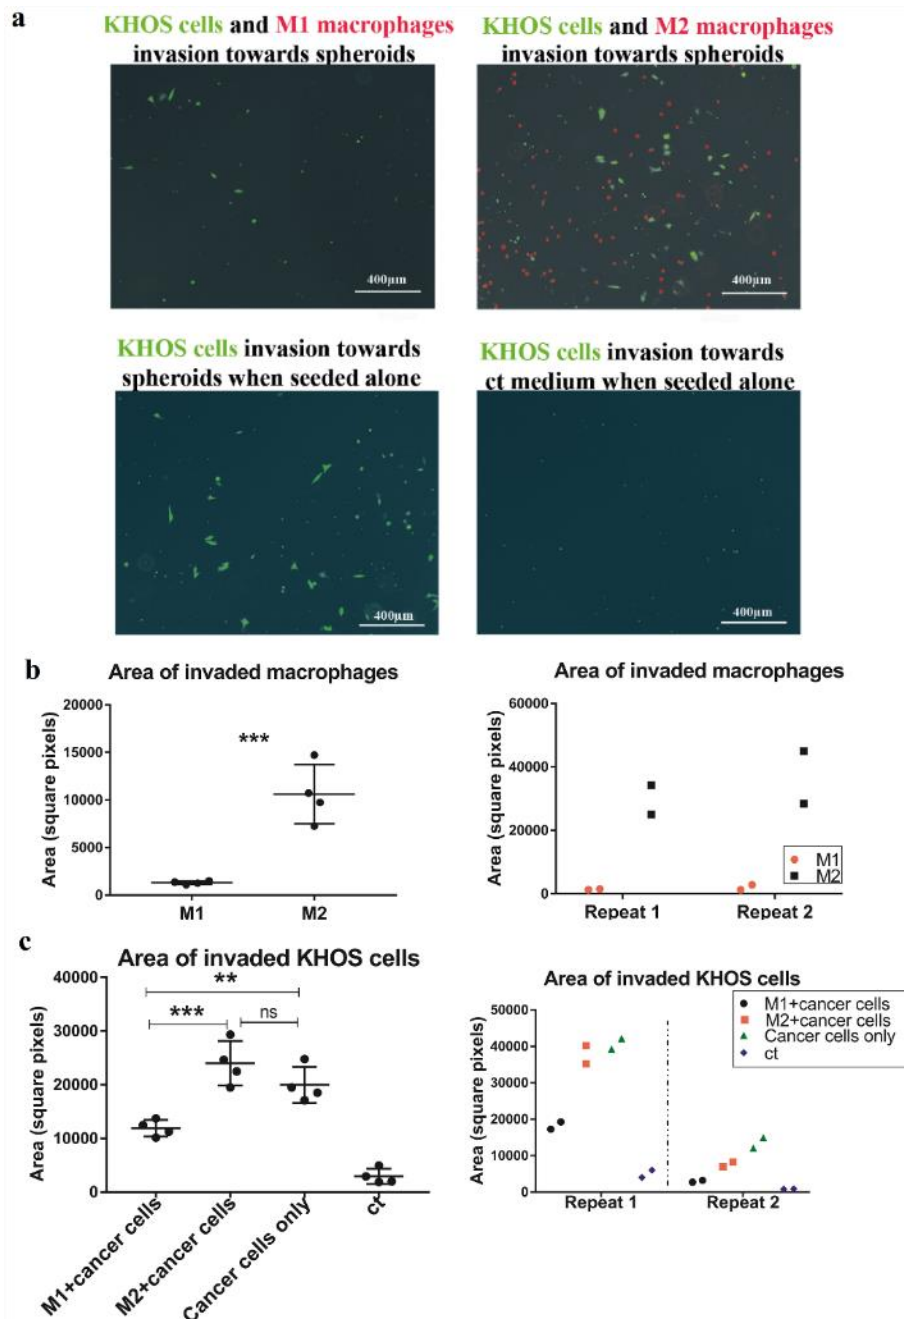 a
KHOS cells and M1 macrophages
invasion towards spheroids
KHOS cells and M2 macrophages
invasion towards spheroids
400µm
400µm
KHOS cells invasion towards
spheroids when seeded alone
KHOS cells invasion towards
ct medium when seeded alone
400µm
400µm
b
Area of invaded macrophages
Area (square pixels)
20000
15000
10000
5000
0
***
M1
M2
Area of invaded macrophages
Area (square pixels)
60000
40000
20000
0
M1
M2
Repeat 1
Repeat 2
c
Area of invaded KHOS cells
Area (square pixels)
40000
30000
20000
10000
0
**
***
ns
M1+cancer cells
M2+cancer cells
Cancer cells only
ct
Area of invaded KHOS cells
Area (square pixels)
50000
40000
30000
20000
10000
0
M1+cancer cells
M2+cancer cells
Cancer cells only
ct
Repeat 1
Repeat 2